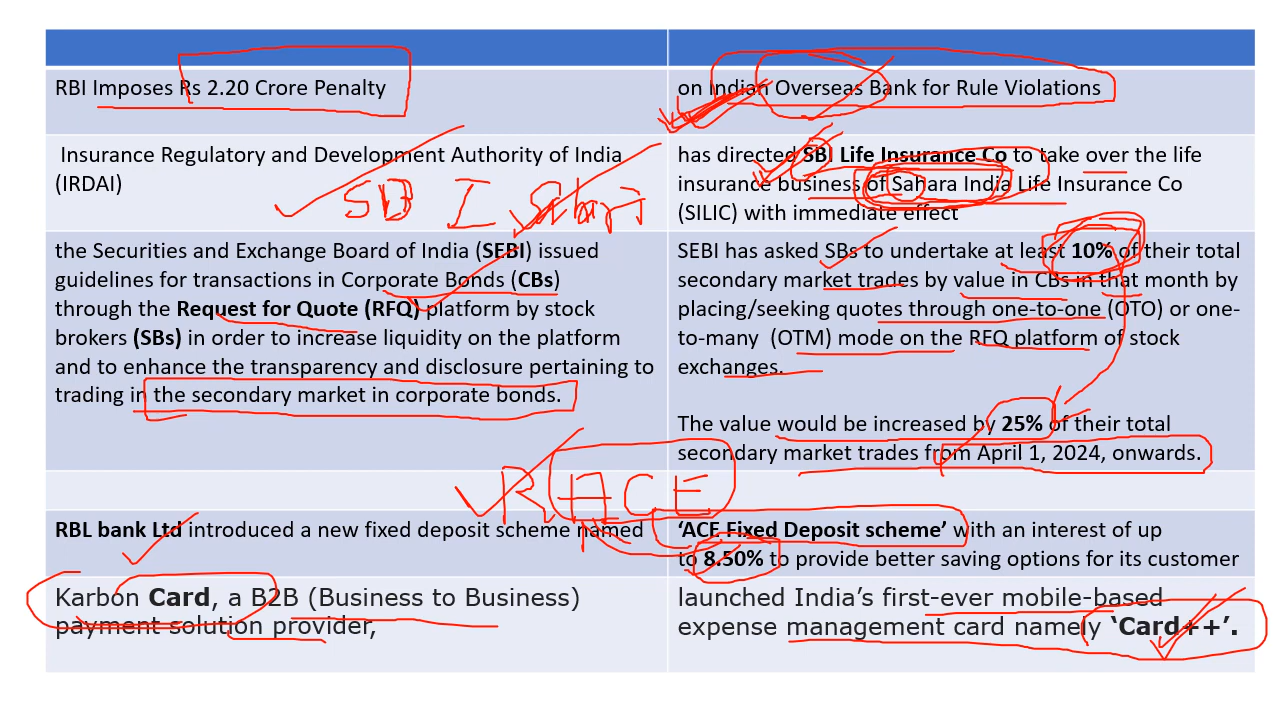 RBI Imposes Rs 2.20 Crore Penalty
on Indian Overseas Bank for Rule Violations
Insurance Regulatory and Development Authority of India
(IRDAI)
SB I Sahara
has directed SBI Life Insurance Co to take over the life
insurance business of Sahara India Life Insurance Co
(SILIC) with immediate effect
the Securities and Exchange Board of India (SEBI) issued
guidelines for transactions in Corporate Bonds (CBs)
through the Request for Quote (RFQ) platform by stock
brokers (SBs) in order to increase liquidity on the platform
and to enhance the transparency and disclosure pertaining to
trading in the secondary market in corporate bonds.
SEBI has asked SBs to undertake at least 10% of their total
secondary market trades by value in CBs in that month by
placing/seeking quotes through one-to-one (OTO) or one-
to-many (OTM) mode on the RFQ platform of stock
exchanges.
The value would be increased by 25% of their total
secondary market trades from April 1, 2024, onwards.
RACE
RBL bank Ltd introduced a new fixed deposit scheme named
‘ACE Fixed Deposit scheme’ with an interest of up
to 8.50% to provide better saving options for its customer
Karbon Card, a B2B (Business to Business)
payment solution provider,
launched India’s first-ever mobile-based
expense management card namely ‘Card++’.